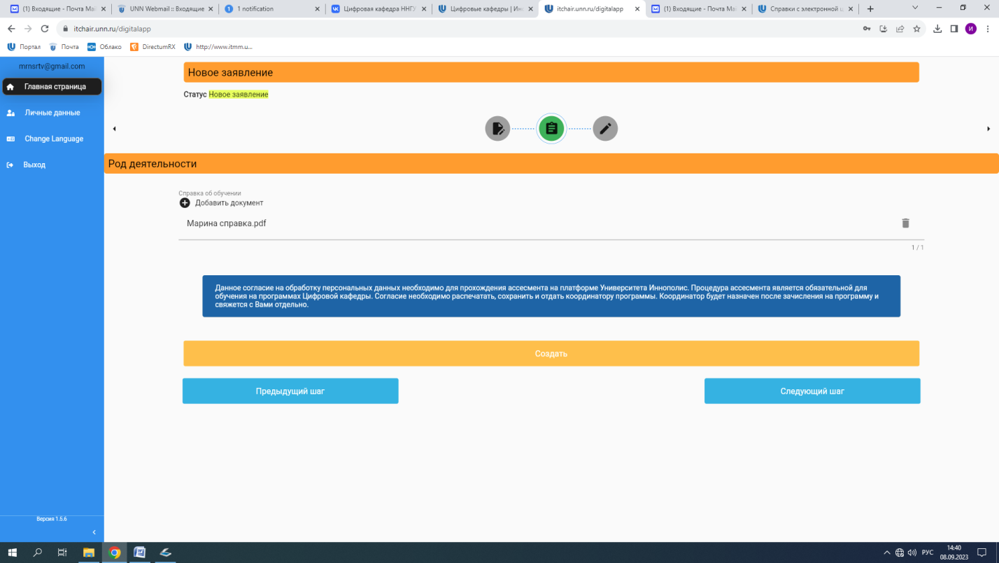 (1) Входящие - Почта Mai
UNN Webmail :: Входящие
1 notification
Цифровая кафедра ННГУ
Цифровые кафедры | Инс
itchair.unn.ru/digitalapp
(1) Входящие - Почта Mai
Справки с электронной ц
itchair.unn.ru/digitalapp
И
Портал
Почта
Облако
DirectumRX
http://www.itmm.u...
mrnsrtv@gmail.com
Главная страница
Личные данные
Change Language
Выход
Новое заявление
Статус Новое заявление
Род деятельности
Справка об обучении
Добавить документ
Марина справка.pdf
1 / 1
Данное согласие на обработку персональных данных необходимо для прохождения ассесмента на платформе Университета Иннополис. Процедура ассесмента является обязательной для
обучения на программах Цифровой кафедры. Согласие необходимо распечатать, сохранить и отдать координатору программы. Координатор будет назначен после зачисления на программу и
свяжется с Вами отдельно.
Создать
Предыдущий шаг
Следующий шаг
Версия 1.5.6
РУС
14:40
08.09.2023